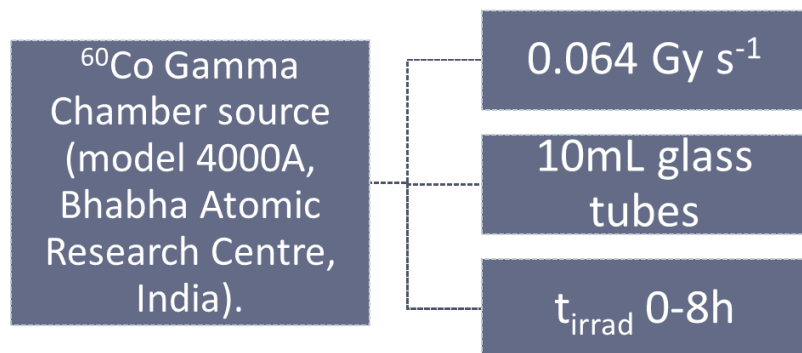 ⁶⁰Co Gamma
Chamber source
(model 4000A,
Bhabha Atomic
Research Centre,
India).
0.064 Gy s⁻¹
10mL glass
tubes
t_irrad 0-8h